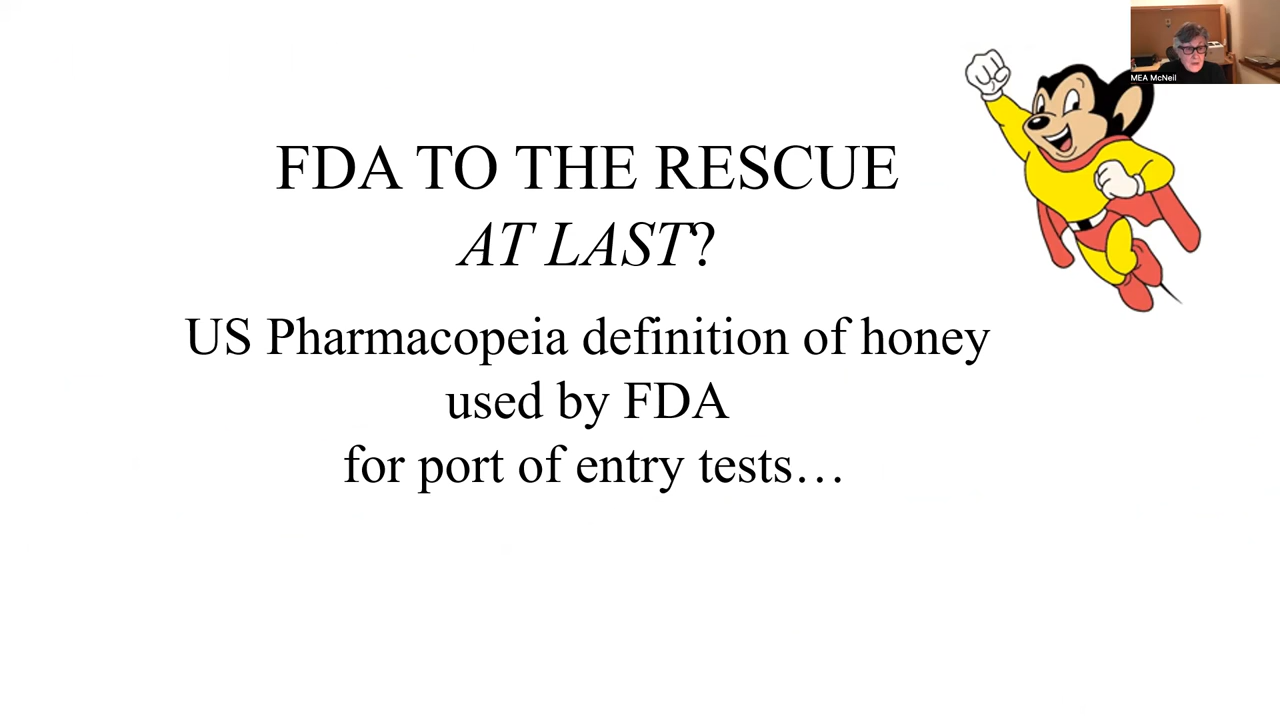 MEA McNeil
FDA TO THE RESCUE
AT LAST?
US Pharmacopeia definition of honey
used by FDA
for port of entry tests…